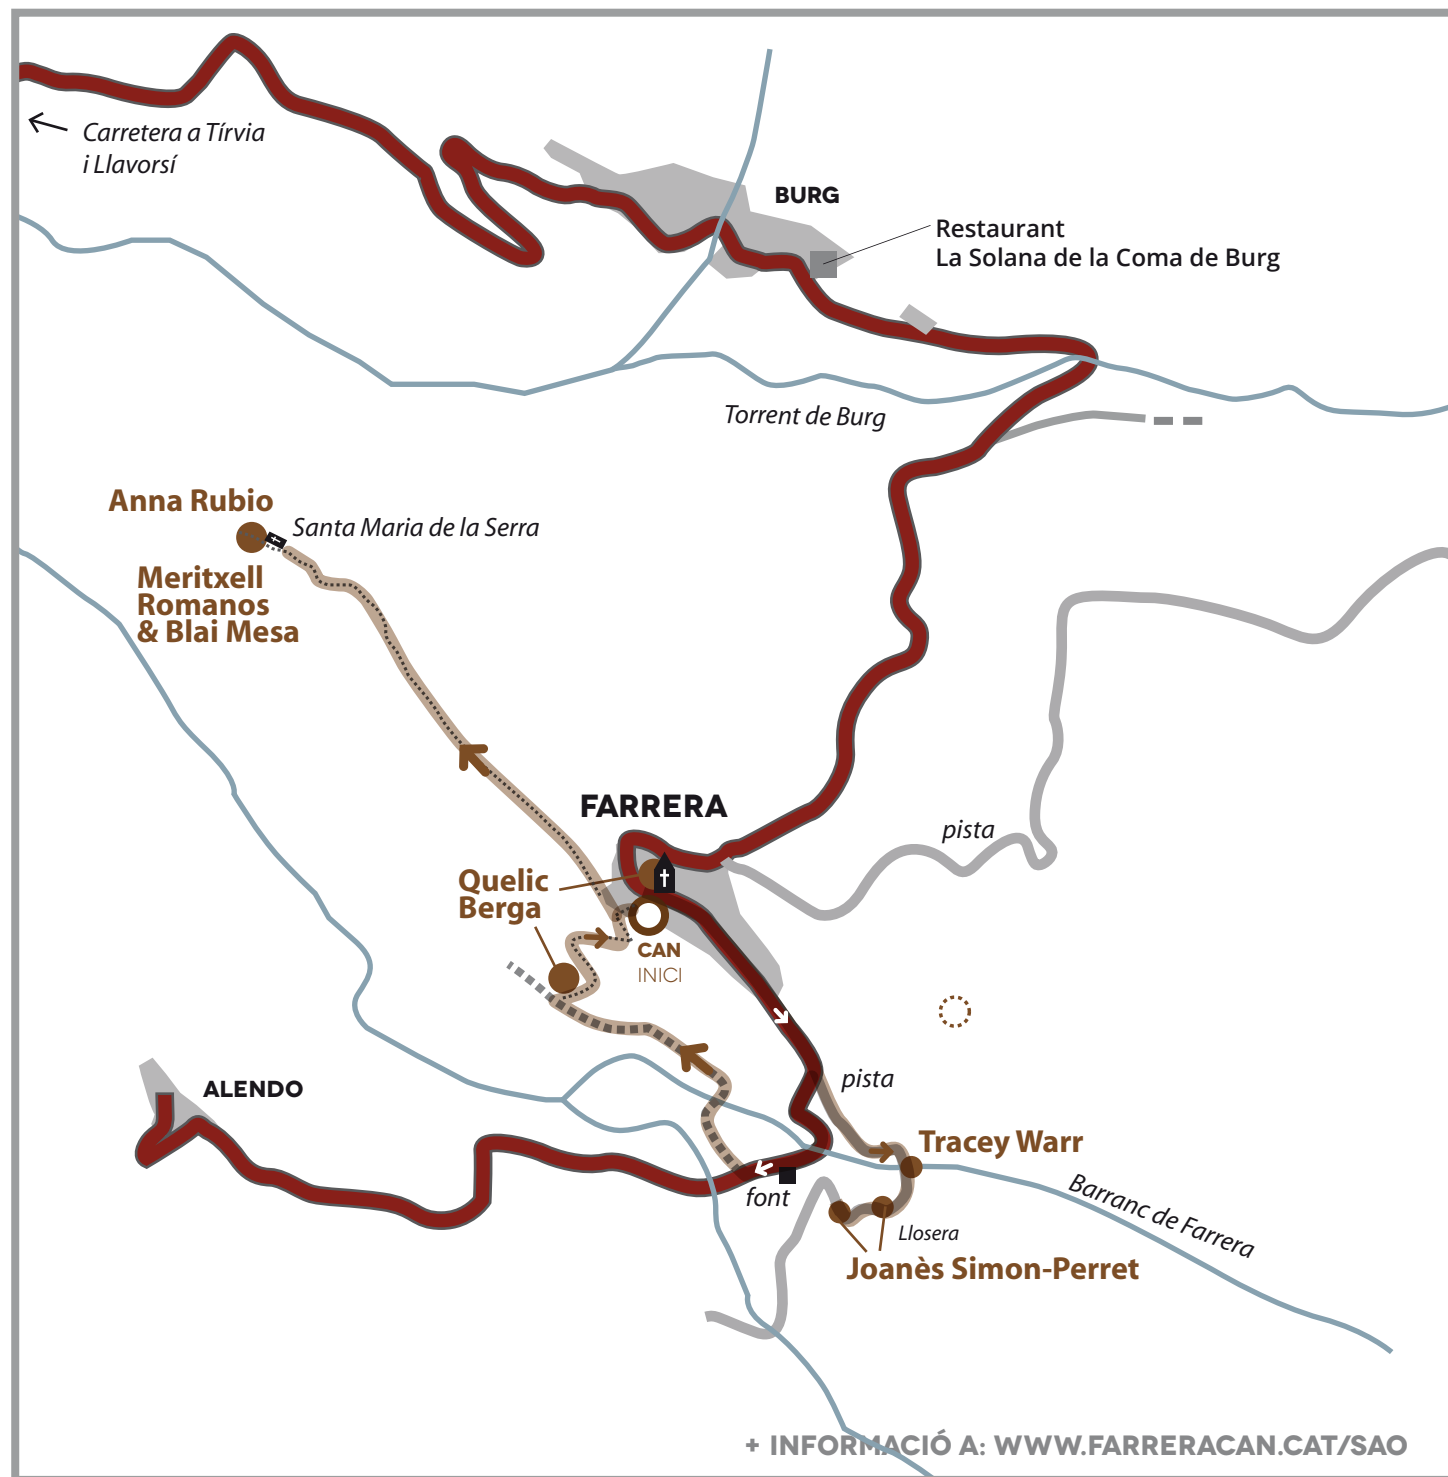 Carretera a Tírvia
i Llavorsí
BURG
Restaurant
La Solana de la Coma de Burg
Torrent de Burg
Anna Rubio
Santa Maria de la Serra
Meritxell
Romanos
& Blai Mesa
FARRERA
pista
Quelic
Berga
CAN
INICI
pista
ALENDO
Tracey Warr
font
Barranc de Farrera
Llosera
Joanès Simon-Perret
+ INFORMACIÓ A: WWW.FARRERACAN.CAT/SAO